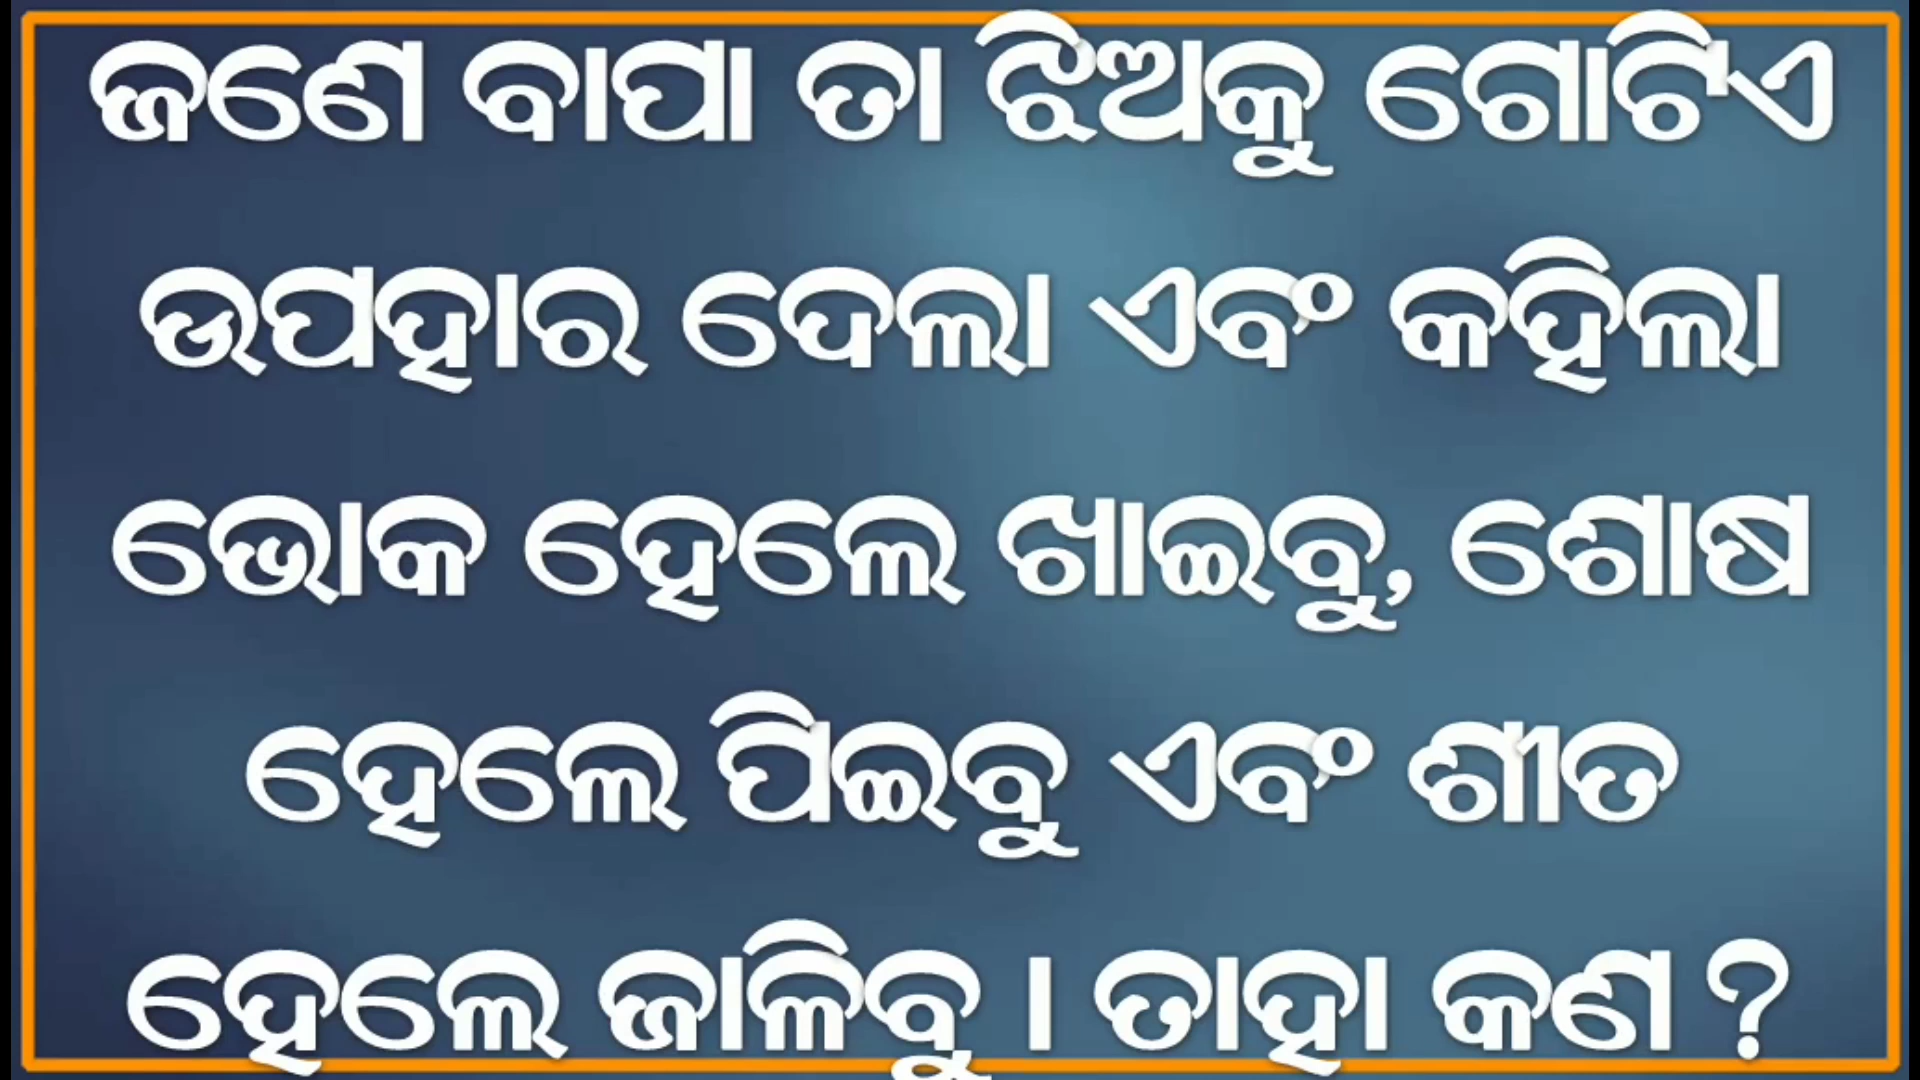 ଜଣେ ବାପା ତା ଝିଅକୁ ଗୋଟିଏ
ଉପହାର ଦେଲା ଏବଂ କହିଲା
ଭୋକ ହେଲେ ଖାଇବୁ, ଶୋଷ
ହେଲେ ପିଇବୁ ଏବଂ ଶୀତ
ହେଲେ ଜାଳିବୁ । ତାହା କଣ ?